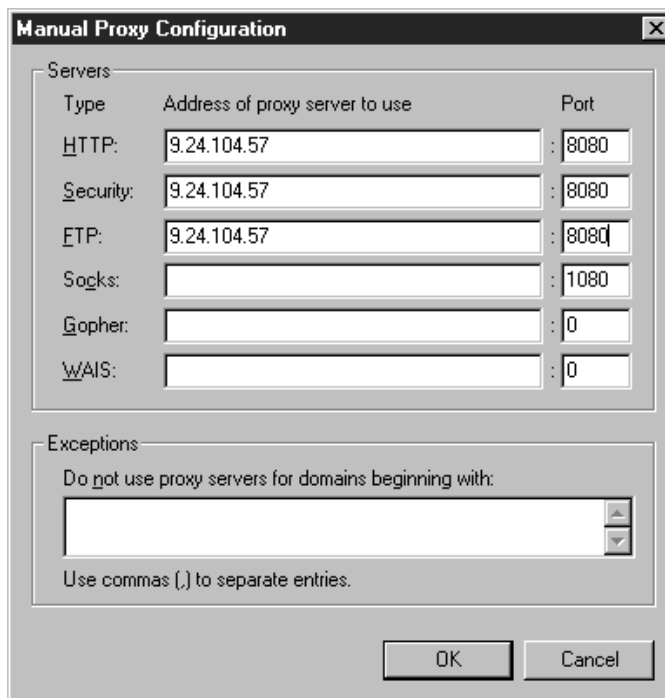 Manual Proxy Configuration
Servers
Type Address of proxy server to use Port
HTTP: 9.24.104.57 : 8080
Security: 9.24.104.57 : 8080
FTP: 9.24.104.57 : 8080
Socks: : 1080
Gopher: : 0
WAIS: : 0
Exceptions
Do not use proxy servers for domains beginning with:
Use commas (,) to separate entries.
OK Cancel